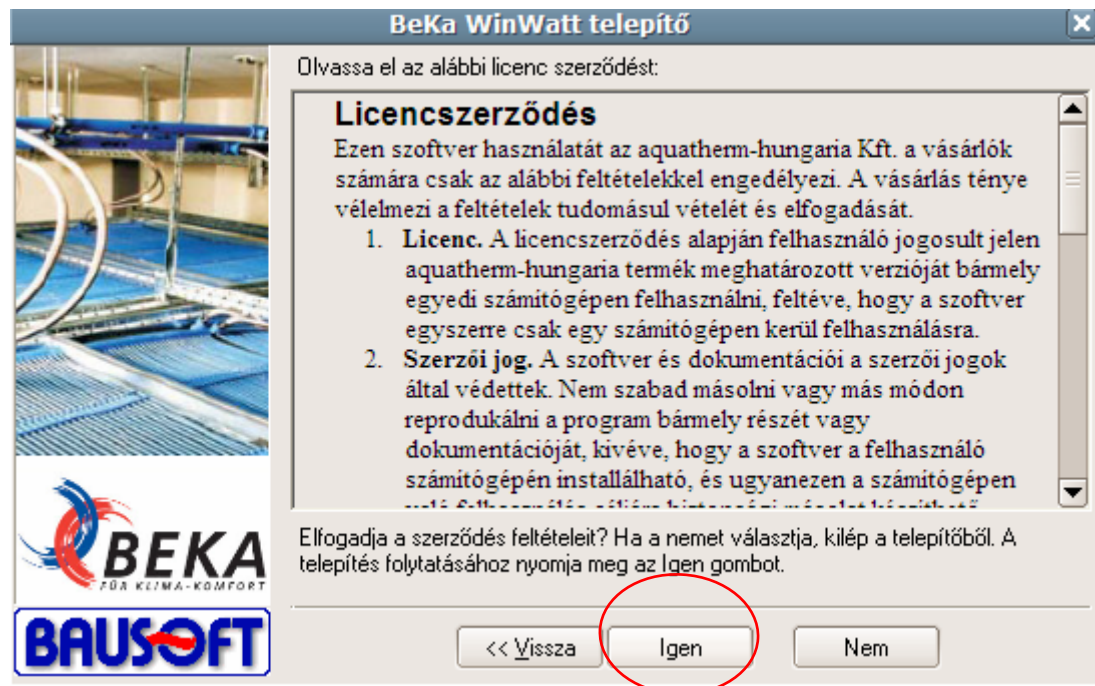 BeKa WinWatt telepítő
Olvassa el az alábbi licenc szerződést:
Licencszerződés
Ezen szoftver használatát az aquatherm-hungaria Kft. a vásárlók
számára csak az alábbi feltételekkel engedélyezi. A vásárlás ténye
vélelmezi a feltételek tudomásul vételét és elfogadását.
1. Licenc. A licencszerződés alapján felhasználó jogosult jelen
aquatherm-hungaria termék meghatározott verzióját bármely
egyedi számítógépen felhasználni, feltéve, hogy a szoftver
egyszerre csak egy számítógépen kerül felhasználásra.
2. Szerzői jog. A szoftver és dokumentációi a szerzői jogok
által védettek. Nem szabad másolni vagy más módon
reprodukálni a program bármely részét vagy
dokumentációját, kivéve, hogy a szoftver a felhasználó
számítógépén installálható, és ugyanezen a számítógépen
BEKA
FÜR KLIMA-KOMFORT
Elfogadja a szerződés feltételeit? Ha a nemet választja, kilép a telepítőből. A
telepítés folytatásához nyomja meg az Igen gombot.
BAUSOFT
<< Vissza
Igen
Nem